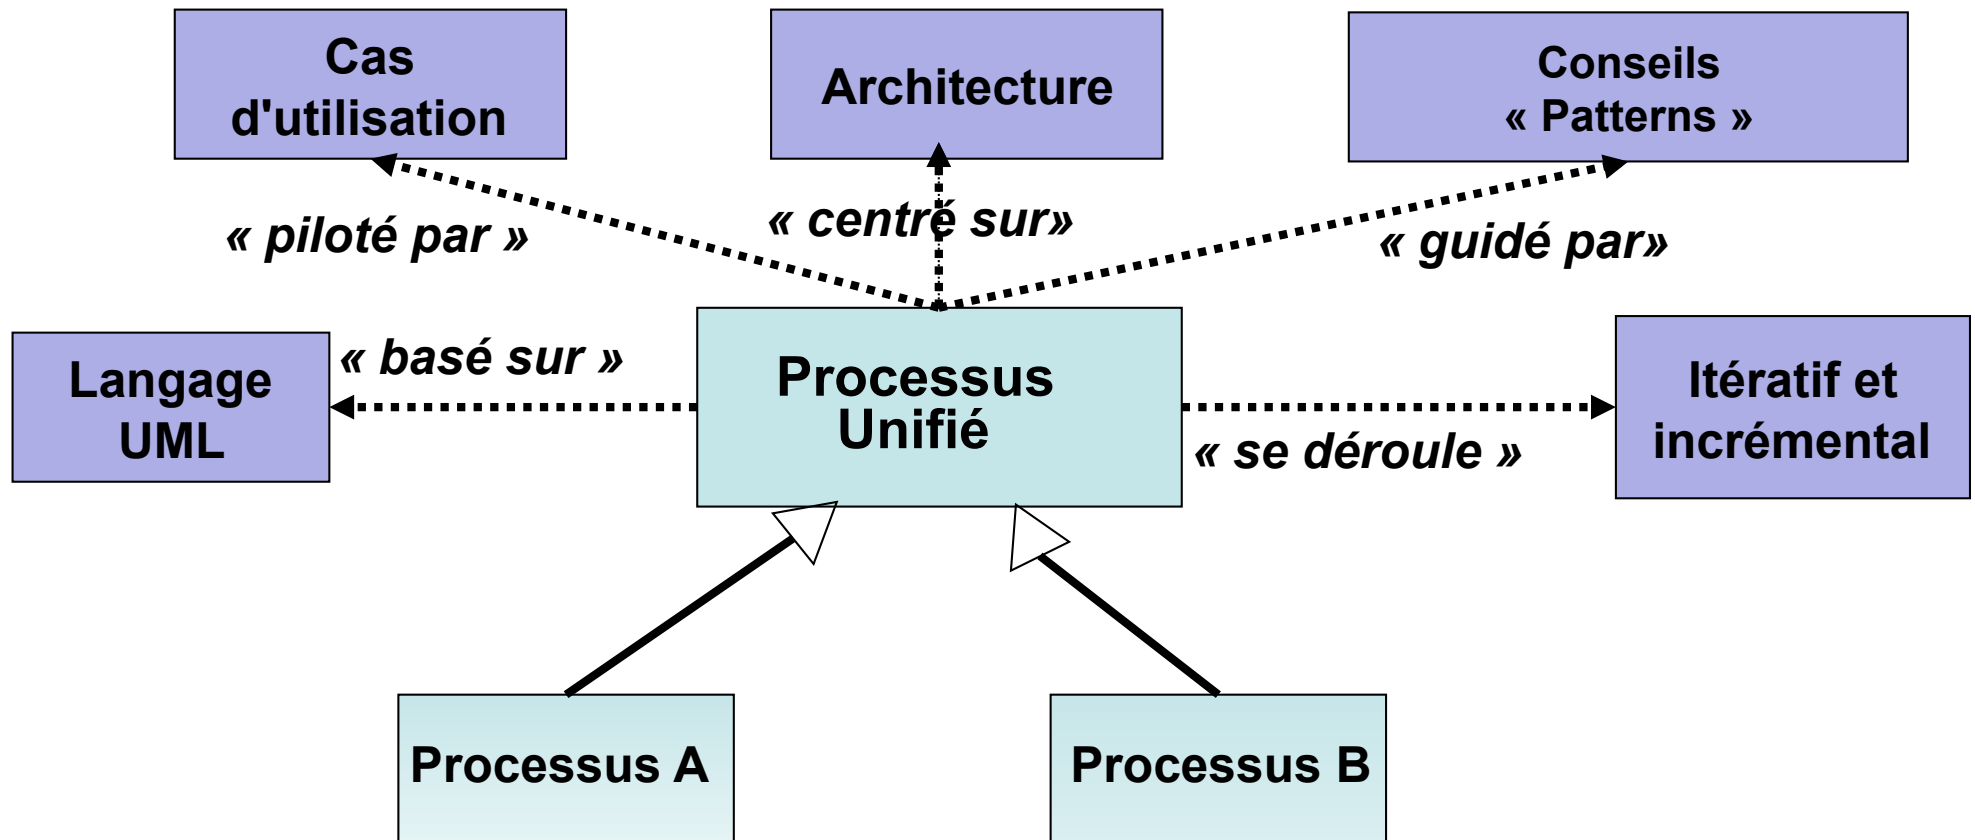 Cas
d'utilisation
Architecture
Conseils
« Patterns »
« piloté par »
« centré sur»
« guidé par»
Langage
UML
« basé sur »
Processus
Unifié
« se déroule »
Itératif et
incrémental
Processus A
Processus B